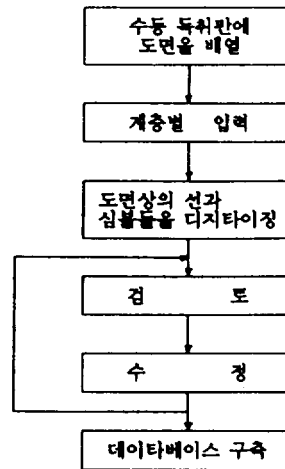 수동 독취판에
도면을 배열
계층별 입력
도면상의 선과
심볼들을 디지타이징
검 토
수 정
데이타베이스 구축